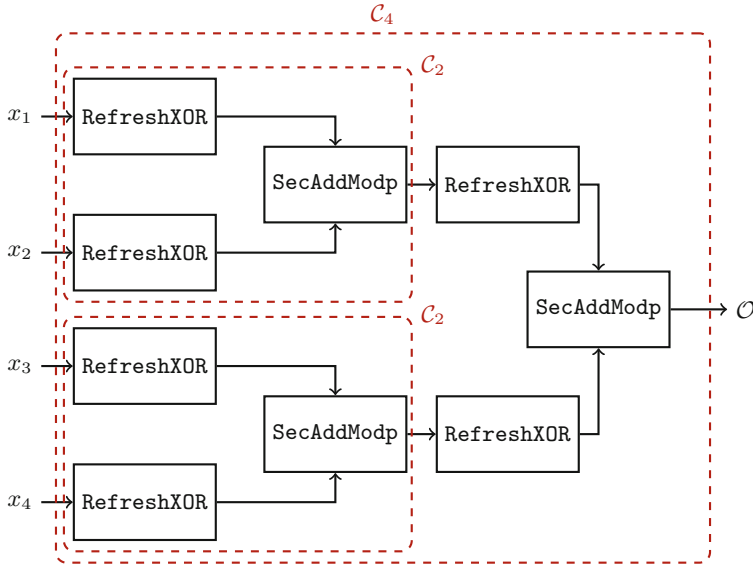 𝒞₄
𝒞₂
x₁ RefreshXOR
SecAddModp RefreshXOR
x₂ RefreshXOR
SecAddModp 𝒪
𝒞₂
x₃ RefreshXOR
SecAddModp RefreshXOR
x₄ RefreshXOR